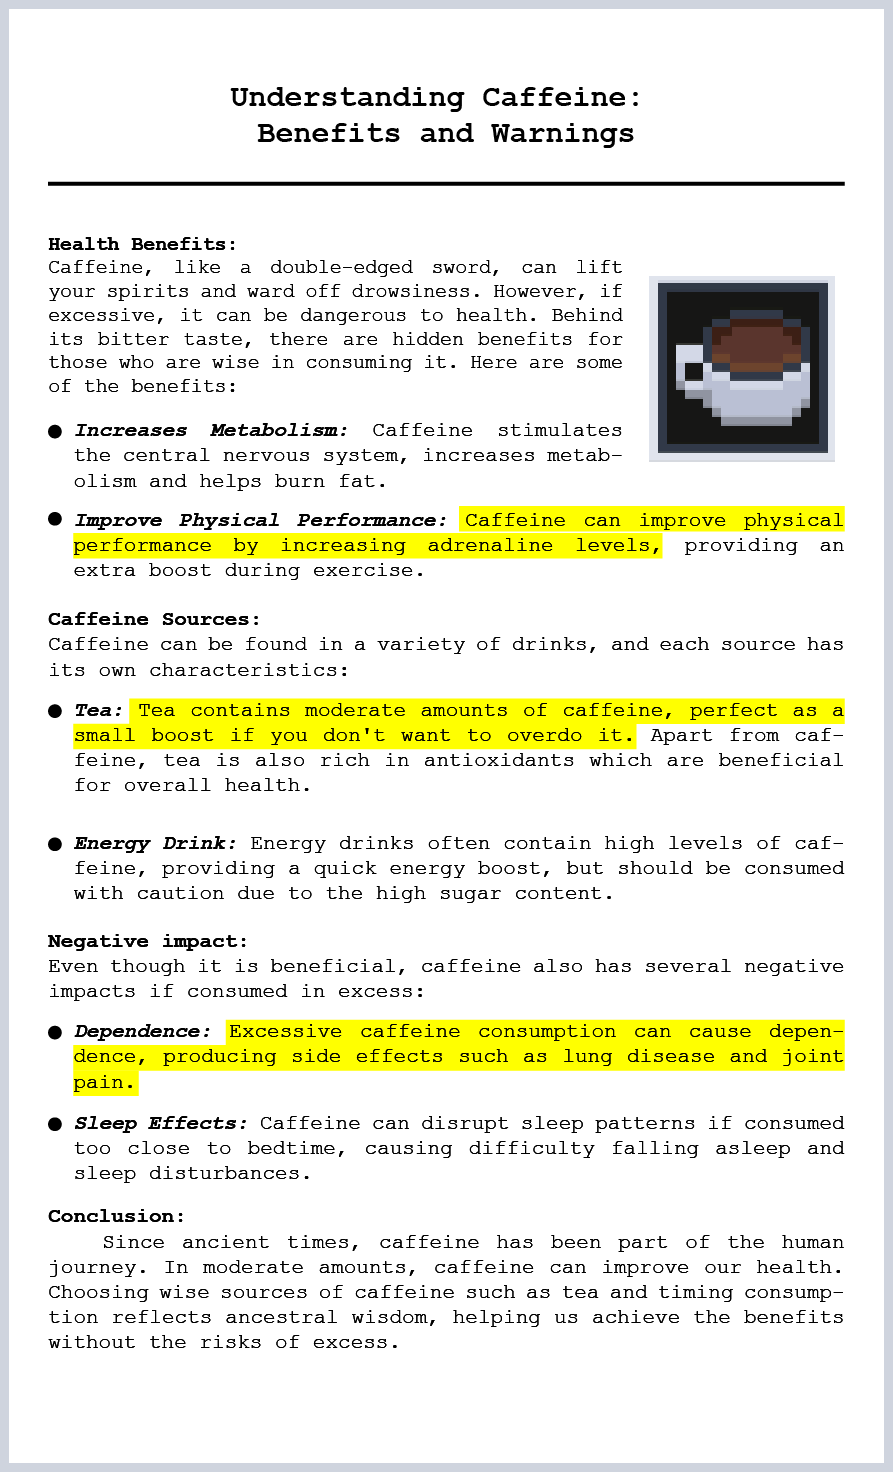 Understanding Caffeine:
Benefits and Warnings
Health Benefits:
Caffeine, like a double-edged sword, can lift
your spirits and ward off drowsiness. However, if
excessive, it can be dangerous to health. Behind
its bitter taste, there are hidden benefits for
those who are wise in consuming it. Here are some
of the benefits:
● Increases Metabolism: Caffeine stimulates
the central nervous system, increases metab-
olism and helps burn fat.
● Improve Physical Performance: Caffeine can improve physical
performance by increasing adrenaline levels, providing an
extra boost during exercise.
Caffeine Sources:
Caffeine can be found in a variety of drinks, and each source has
its own characteristics:
● Tea: Tea contains moderate amounts of caffeine, perfect as a
small boost if you don't want to overdo it. Apart from caf-
feine, tea is also rich in antioxidants which are beneficial
for overall health.
● Energy Drink: Energy drinks often contain high levels of caf-
feine, providing a quick energy boost, but should be consumed
with caution due to the high sugar content.
Negative impact:
Even though it is beneficial, caffeine also has several negative
impacts if consumed in excess:
● Dependence: Excessive caffeine consumption can cause depen-
dence, producing side effects such as lung disease and joint
pain.
● Sleep Effects: Caffeine can disrupt sleep patterns if consumed
too close to bedtime, causing difficulty falling asleep and
sleep disturbances.
Conclusion:
Since ancient times, caffeine has been part of the human
journey. In moderate amounts, caffeine can improve our health.
Choosing wise sources of caffeine such as tea and timing consump-
tion reflects ancestral wisdom, helping us achieve the benefits
without the risks of excess.